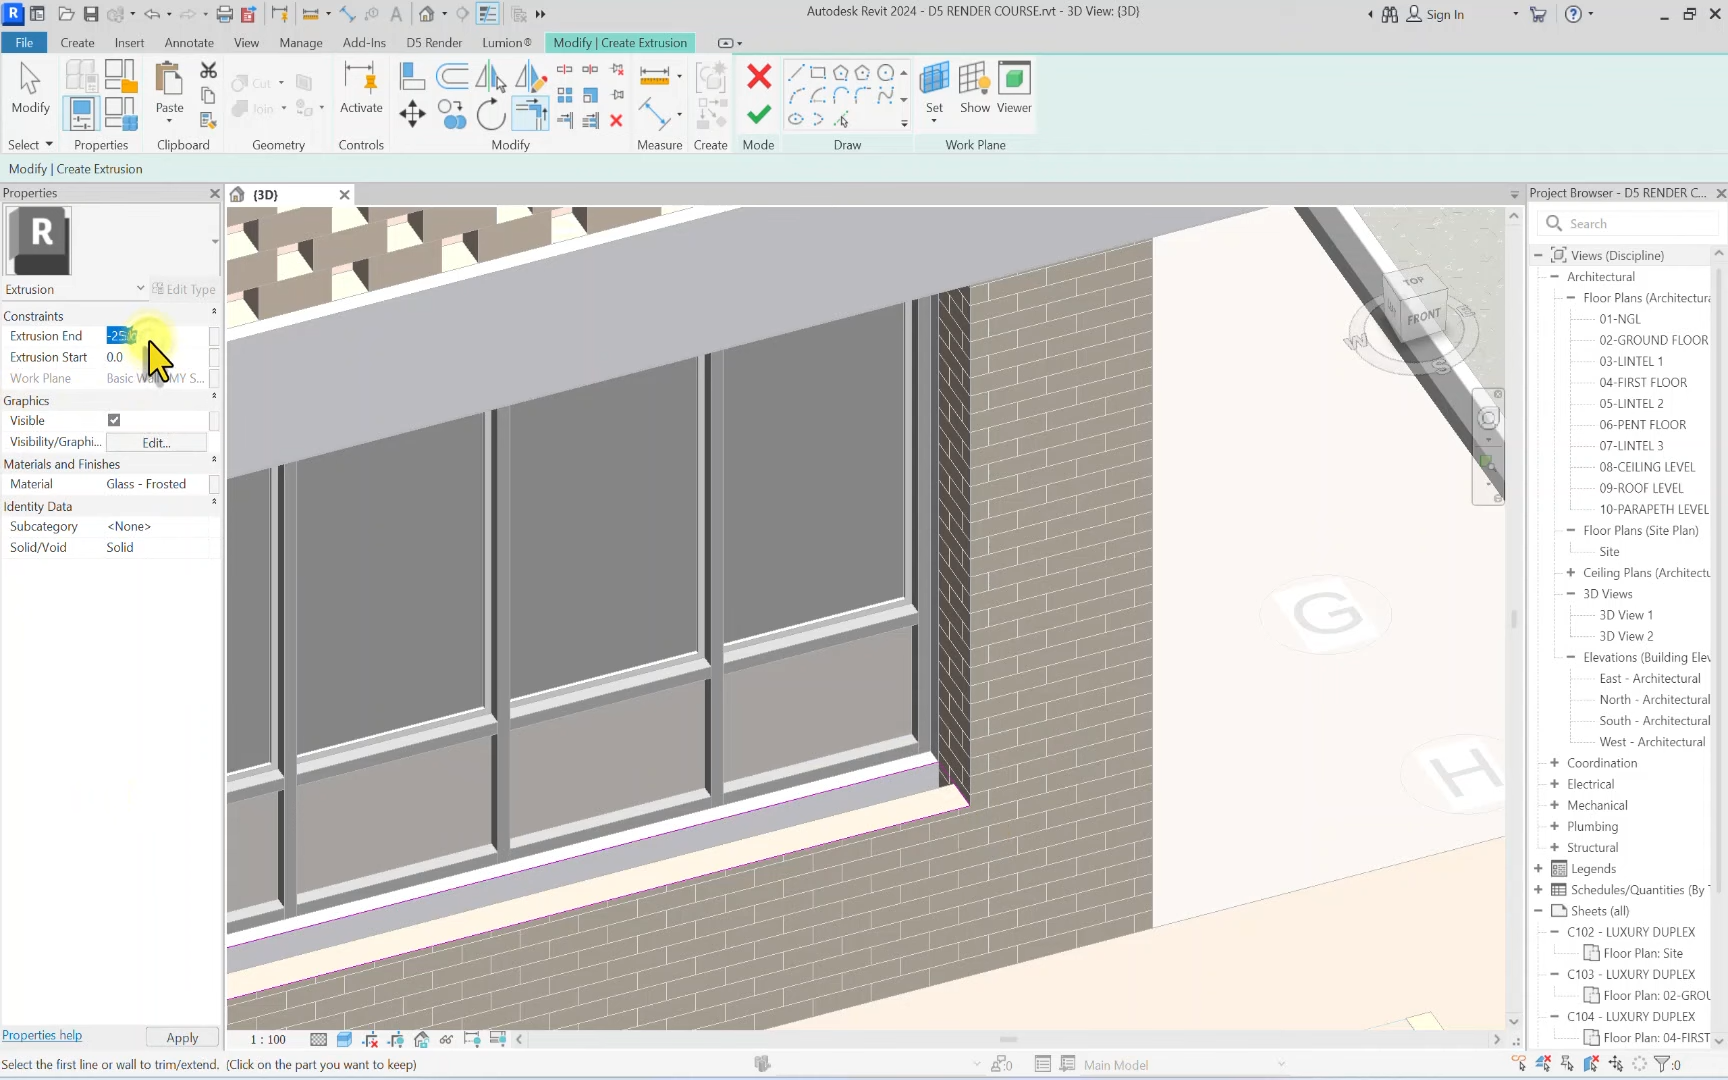 Autodesk Revit 2024 - D5 RENDER COURSE.rvt - 3D View: {3D}
Sign In
File
Create
Insert
Annotate
View
Manage
Add-Ins
D5 Render
Lumion®
Modify | Create Extrusion
Modify
Paste
Cut
Join
Activate
Set
Show
Viewer
Select
Properties
Clipboard
Geometry
Controls
Modify
Measure
Create
Mode
Draw
Work Plane
Modify | Create Extrusion
Properties
{3D}
Project Browser - D5 RENDER C...
R
Search
Extrusion
Edit Type
Constraints
Extrusion End
Extrusion Start 0.0
Work Plane
Graphics
Visible
Visibility/Graphi... Edit...
Materials and Finishes
Material Glass - Frosted
Identity Data
Subcategory <None>
Solid/Void Solid
Properties help
Apply
TOP
FRONT
W
S
G
H
Views (Discipline)
Architectural
Floor Plans (Architectura
01-NGL
02-GROUND FLOOR
03-LINTEL 1
04-FIRST FLOOR
05-LINTEL 2
06-PENT FLOOR
07-LINTEL 3
08-CEILING LEVEL
09-ROOF LEVEL
10-PARAPETH LEVEL
Floor Plans (Site Plan)
Site
Ceiling Plans (Architectu
3D Views
3D View 1
3D View 2
Elevations (Building Elev
East - Architectural
North - Architectural
South - Architectural
West - Architectural
Coordination
Electrical
Mechanical
Plumbing
Structural
Legends
Schedules/Quantities (By
Sheets (all)
C102 - LUXURY DUPLEX
Floor Plan: Site
C103 - LUXURY DUPLEX
Floor Plan: 02-GROU
C104 - LUXURY DUPLEX
Floor Plan: 04-FIRST
1 : 100
Select the first line or wall to trim/extend. (Click on the part you want to keep)
:0
Main Model
:0